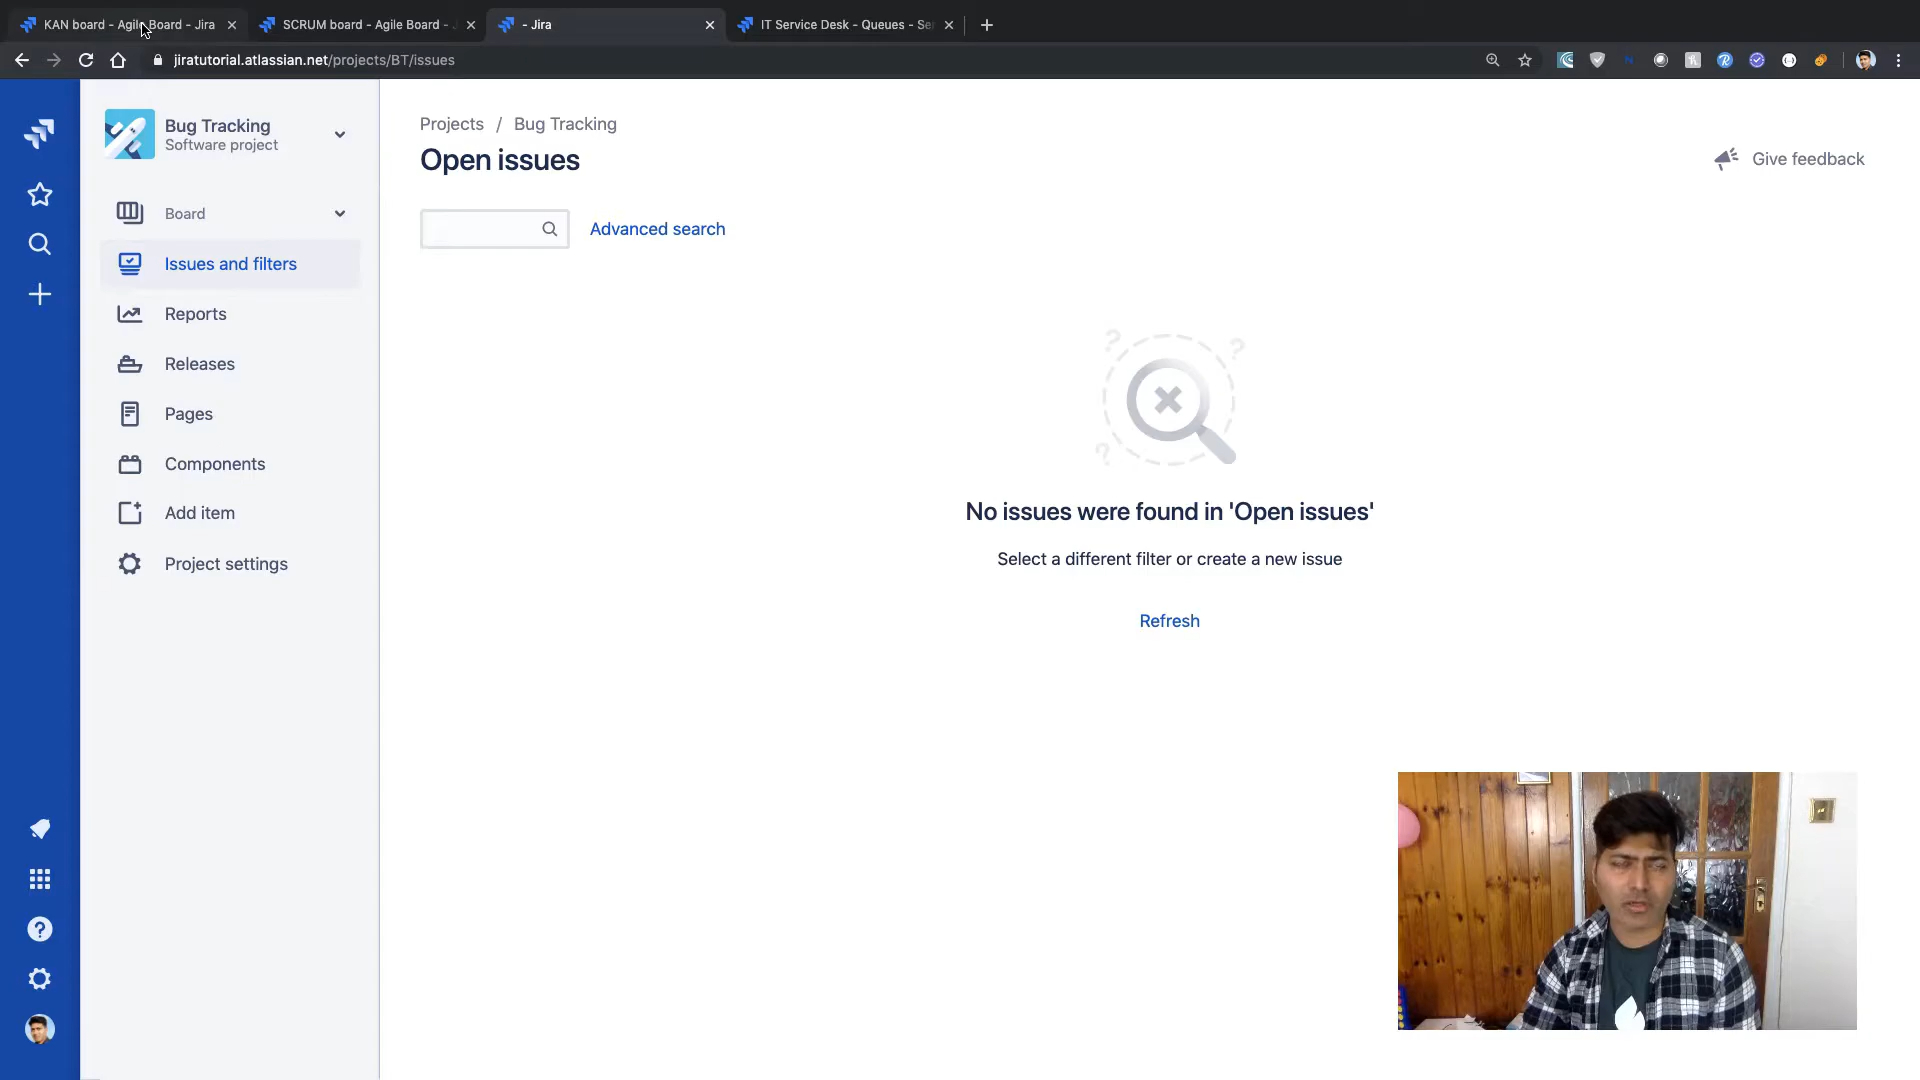 KAN board - Agile Board - Jira
SCRUM board - Agile Board -
- Jira
IT Service Desk - Queues - Se
jiratutorial.atlassian.net/projects/BT/issues
Bug Tracking
Software project
Board
Issues and filters
Reports
Releases
Pages
Components
Add item
Project settings
Projects / Bug Tracking
Open issues
Give feedback
Advanced search
No issues were found in 'Open issues'
Select a different filter or create a new issue
Refresh